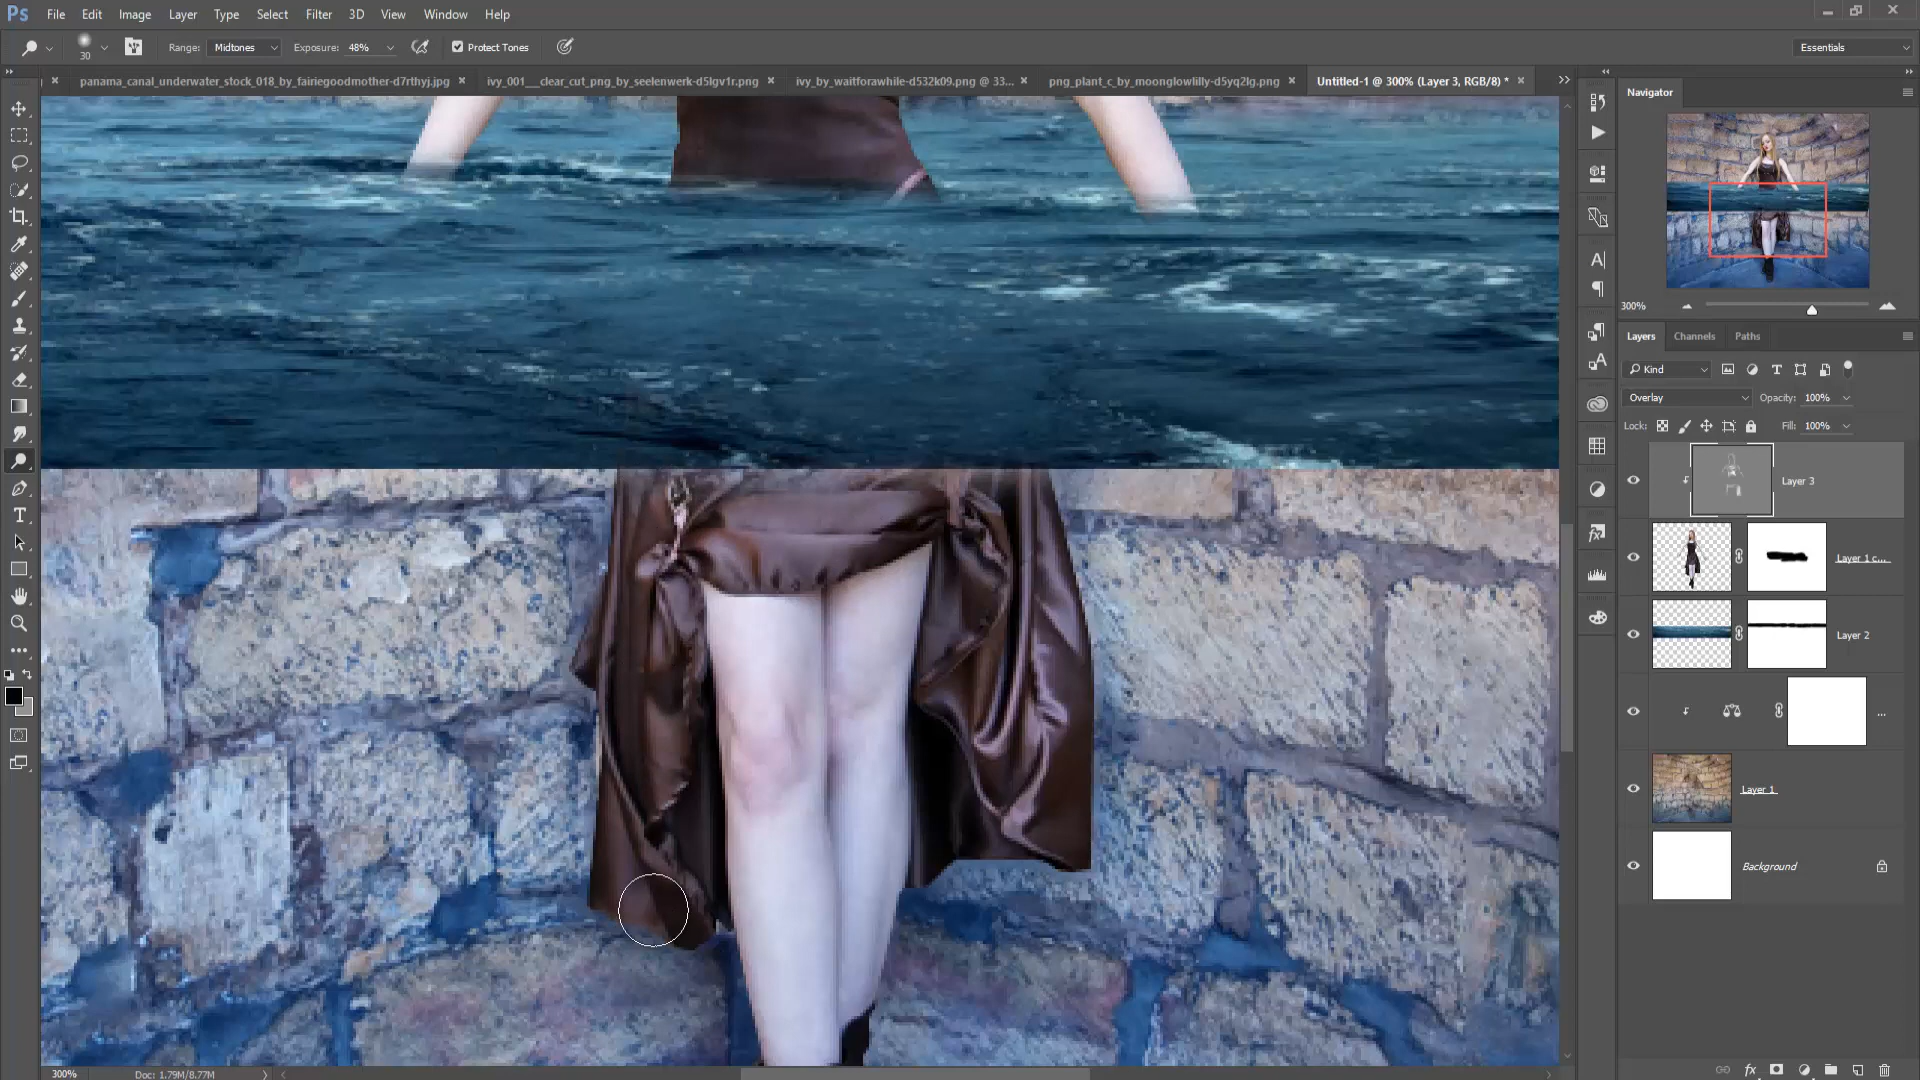 Ps File Edit Image Layer Type Select Filter 3D View Window Help
30 Range: Midtones Exposure: 48% Protect Tones Essentials
panama_canal_underwater_stock_018_by_fairiegoodmother-d7rthyj.jpg ivy_001__clear_cut_png_by_seelenwerk-d5lgv1r.png ivy_by_waitforawhile-d532k09.png @ 33... png_plant_c_by_moonglowlilly-d5yq2lg.png Untitled-1 @ 300% (Layer 3, RGB/8) *
Navigator
300%
Layers Channels Paths
Kind
Overlay Opacity: 100%
Lock: Fill: 100%
Layer 3
Layer 1 c...
Layer 2
...
Layer 1
Background
300% Doc: 1.79M/8.77M